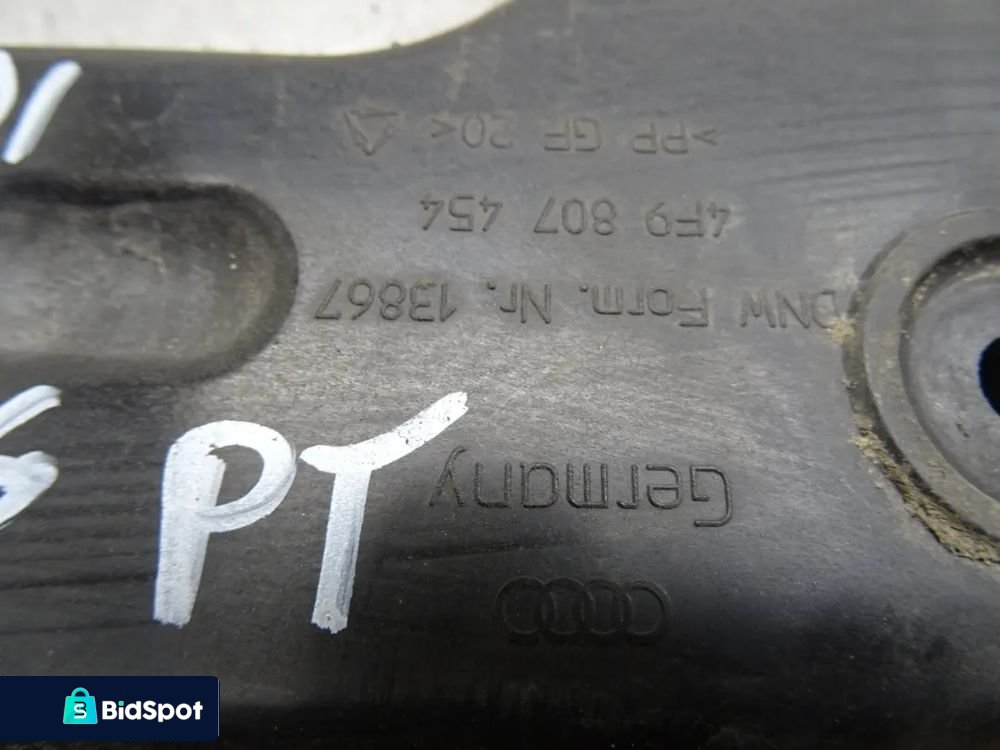 >PP GF 20<
4F9 807 454
DNW Form. Nr. 13867
Germany
PT
BidSpot